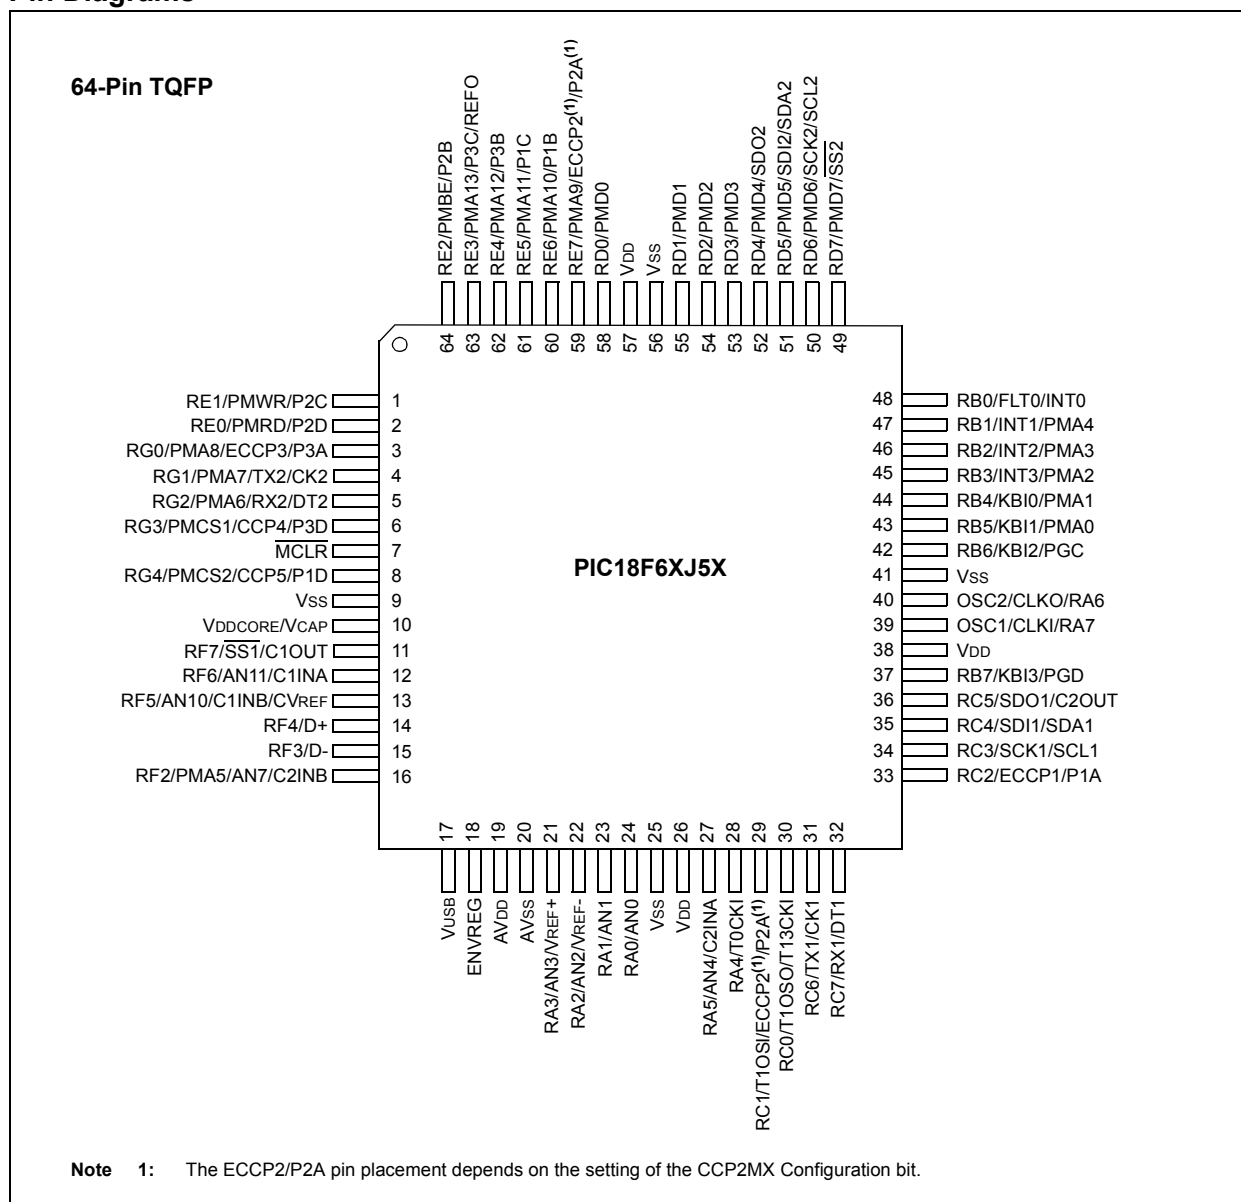 64-Pin TQFP
RE2/PMBE/P2B
RE3/PMA13/P3C/REFO
RE4/PMA12/P3B
RE5/PMA11/P1C
RE6/PMA10/P1B
RE7/PMA9/ECCP2(1)/P2A(1)
RD0/PMD0
VDD
VSS
RD1/PMD1
RD2/PMD2
RD3/PMD3
RD4/PMD4/SDO2
RD5/PMD5/SDI2/SDA2
RD6/PMD6/SCK2/SCL2
RD7/PMD7/SS2
64 63 62 61 60 59 58 57 56 55 54 53 52 51 50 49
RE1/PMWR/P2C 1
RE0/PMRD/P2D 2
RG0/PMA8/ECCP3/P3A 3
RG1/PMA7/TX2/CK2 4
RG2/PMA6/RX2/DT2 5
RG3/PMCS1/CCP4/P3D 6
MCLR 7
RG4/PMCS2/CCP5/P1D 8
VSS 9
VDDCORE/VCAP 10
RF7/SS1/C1OUT 11
RF6/AN11/C1INA 12
RF5/AN10/C1INB/CVREF 13
RF4/D+ 14
RF3/D- 15
RF2/PMA5/AN7/C2INB 16
PIC18F6XJ5X
48 RB0/FLT0/INT0
47 RB1/INT1/PMA4
46 RB2/INT2/PMA3
45 RB3/INT3/PMA2
44 RB4/KBI0/PMA1
43 RB5/KBI1/PMA0
42 RB6/KBI2/PGC
41 VSS
40 OSC2/CLKO/RA6
39 OSC1/CLKI/RA7
38 VDD
37 RB7/KBI3/PGD
36 RC5/SDO1/C2OUT
35 RC4/SDI1/SDA1
34 RC3/SCK1/SCL1
33 RC2/ECCP1/P1A
17 18 19 20 21 22 23 24 25 26 27 28 29 30 31 32
VUSB
ENVREG
AVDD
AVSS
RA3/AN3/VREF+
RA2/AN2/VREF-
RA1/AN1
RA0/AN0
VSS
VDD
RA5/AN4/C2INA
RA4/T0CKI
RC1/T1OSI/ECCP2(1)/P2A(1)
RC0/T1OSO/T13CKI
RC6/TX1/CK1
RC7/RX1/DT1
Note 1: The ECCP2/P2A pin placement depends on the setting of the CCP2MX Configuration bit.